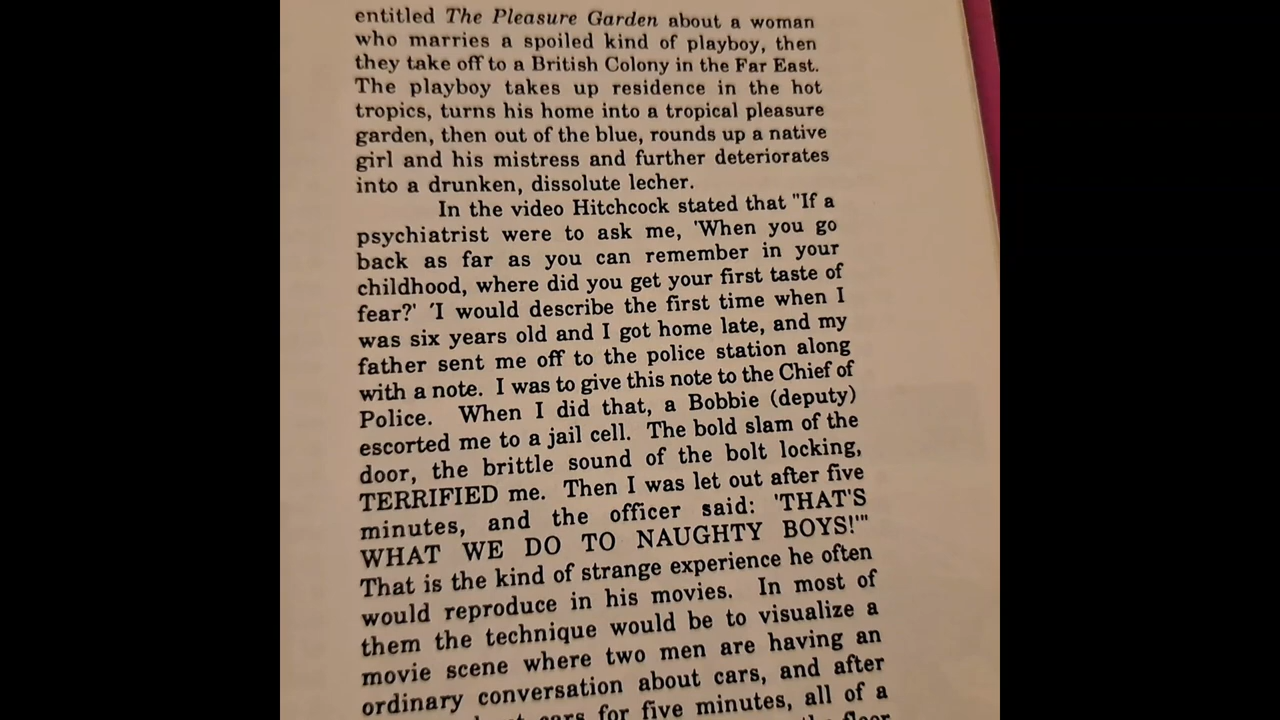 entitled The Pleasure Garden about a woman
who marries a spoiled kind of playboy, then
they take off to a British Colony in the Far East.
The playboy takes up residence in the hot
tropics, turns his home into a tropical pleasure
garden, then out of the blue, rounds up a native
girl and his mistress and further deteriorates
into a drunken, dissolute lecher.
In the video Hitchcock stated that "If a
psychiatrist were to ask me, 'When you go
back as far as you can remember in your
childhood, where did you get your first taste of
fear?' 'I would describe the first time when I
was six years old and I got home late, and my
father sent me off to the police station along
with a note. I was to give this note to the Chief of
Police. When I did that, a Bobbie (deputy)
escorted me to a jail cell. The bold slam of the
door, the brittle sound of the bolt locking,
TERRIFIED me. Then I was let out after five
minutes, and the officer said: 'THAT'S
WHAT WE DO TO NAUGHTY BOYS!'"
That is the kind of strange experience he often
would reproduce in his movies. In most of
them the technique would be to visualize a
movie scene where two men are having an
ordinary conversation about cars, and after
cars for five minutes, all of a
the floor